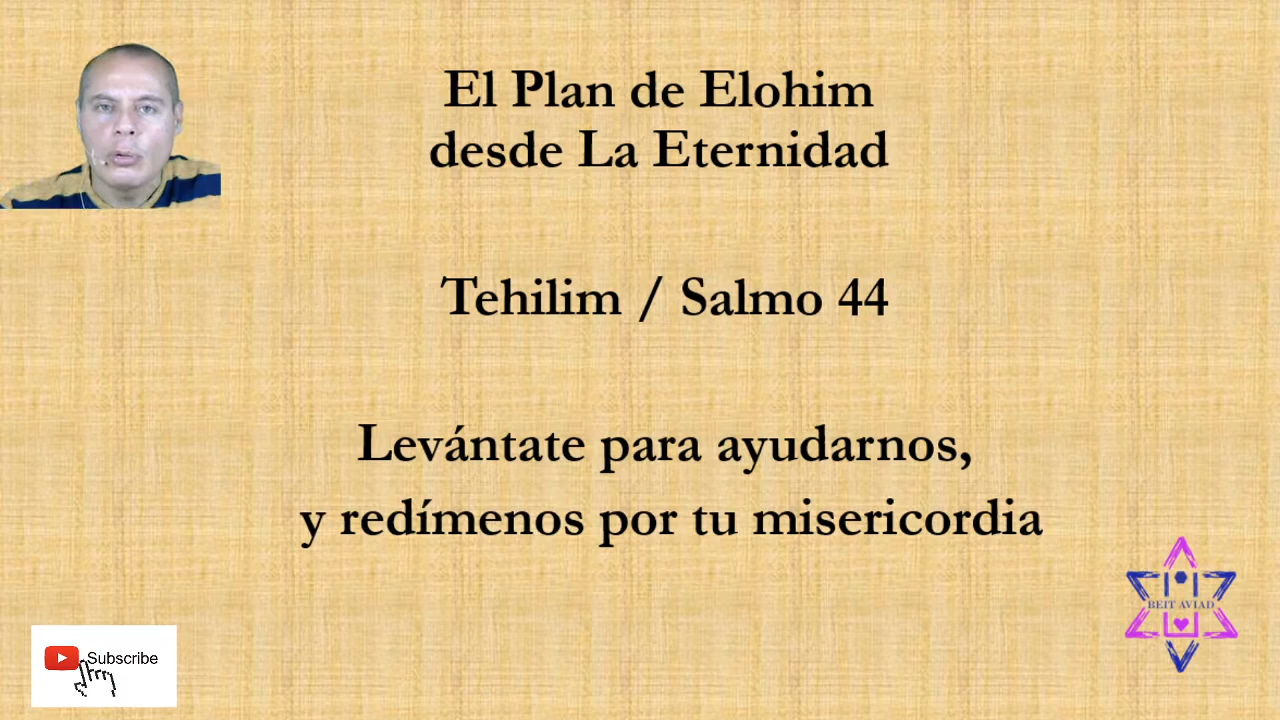 El Plan de Elohim
desde La Eternidad
Tehilim / Salmo 44
Levántate para ayudarnos,
y redímenos por tu misericordia
BEIT AVIAD
Subscribe